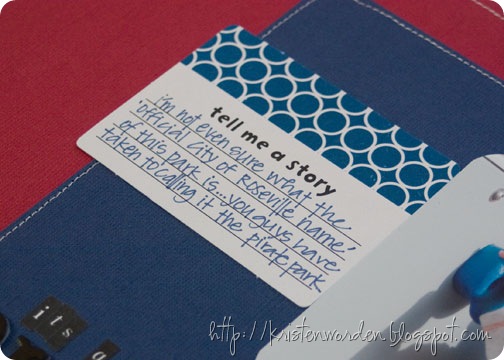 tell me a story
i'm not even sure what the
'official city of Roseville name'
of this park is...you guys have
taken to calling it the pirate park
its a
http://kristenworden.blogspot.com